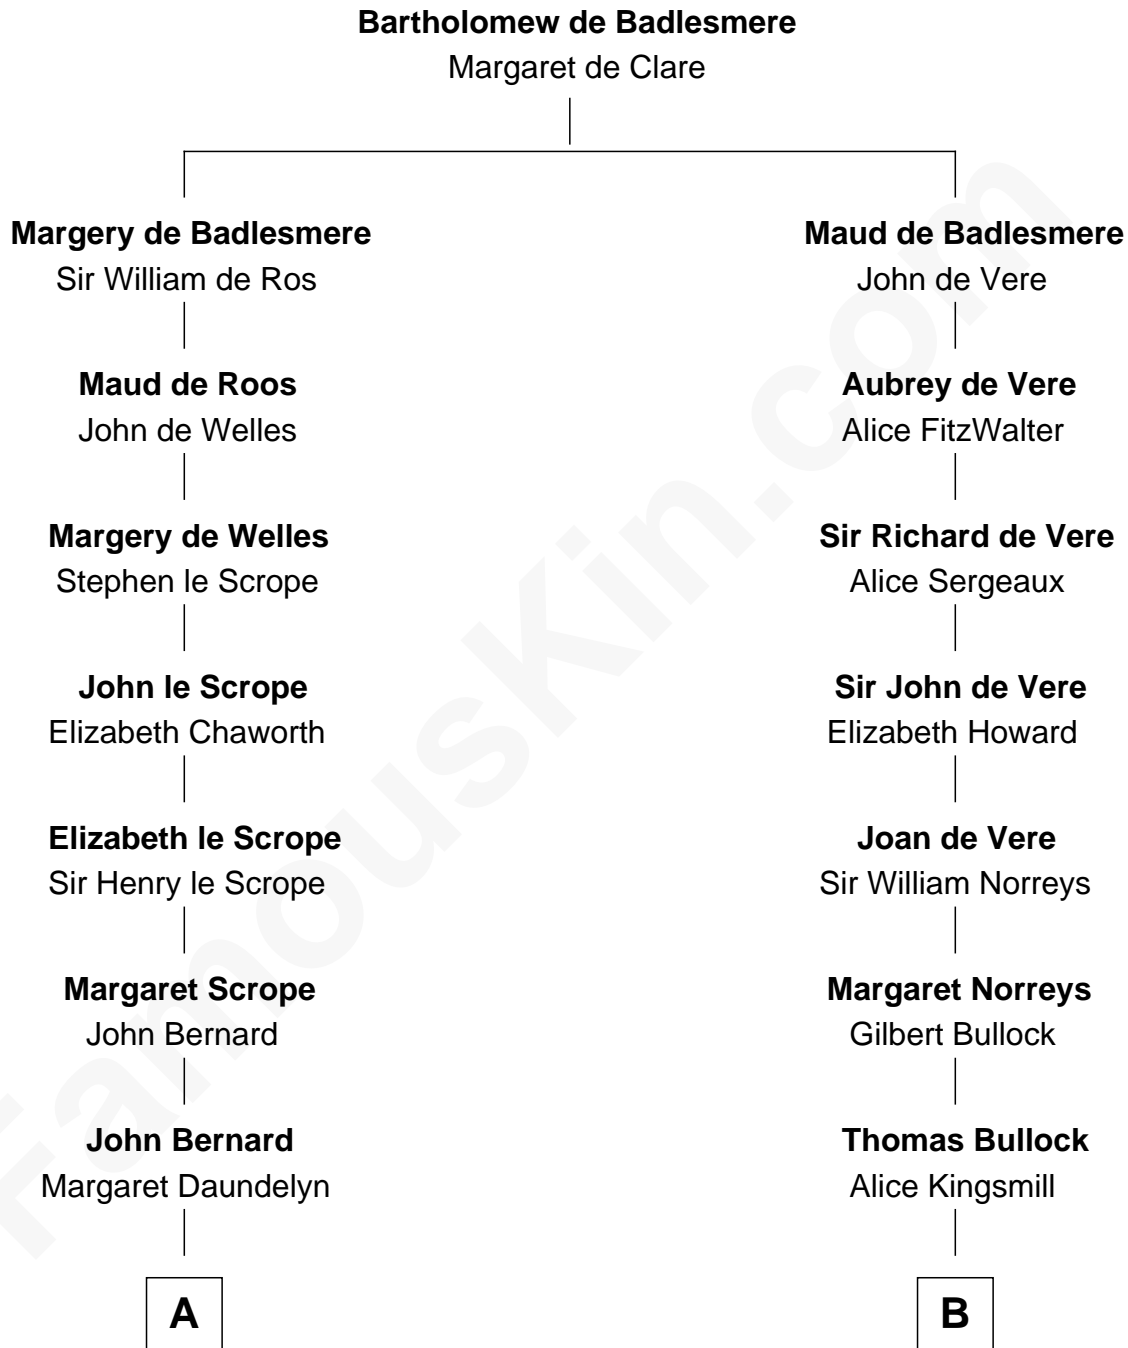 Bartholomew de Badlesmere
Margaret de Clare
Margery de Badlesmere
Sir William de Ros
Maud de Roos
John de Welles
Margery de Welles
Stephen le Scrope
John le Scrope
Elizabeth Chaworth
Elizabeth le Scrope
Sir Henry le Scrope
Margaret Scrope
John Bernard
John Bernard
Margaret Daundelyn
A
Maud de Badlesmere
John de Vere
Aubrey de Vere
Alice FitzWalter
Sir Richard de Vere
Alice Sergeaux
Sir John de Vere
Elizabeth Howard
Joan de Vere
Sir William Norreys
Margaret Norreys
Gilbert Bullock
Thomas Bullock
Alice Kingsmill
B
FamousKin.com